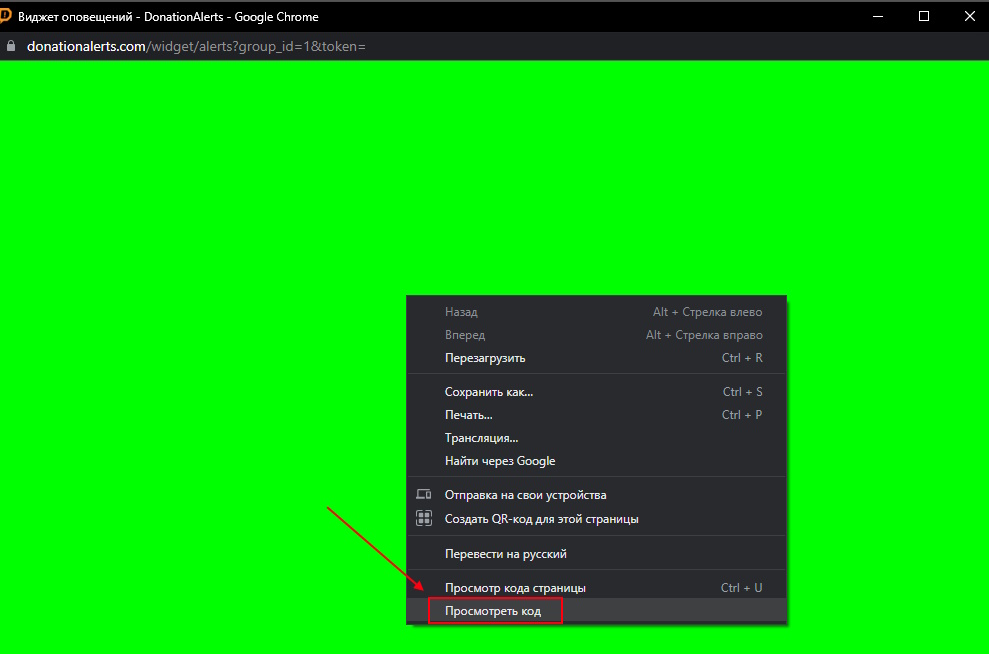 Виджет оповещений - DonationAlerts - Google Chrome
donationalerts.com/widget/alerts?group_id=1&token=
Назад Alt + Стрелка влево
Вперед Alt + Стрелка вправо
Перезагрузить Ctrl + R
Сохранить как... Ctrl + S
Печать... Ctrl + P
Трансляция...
Найти через Google
Отправка на свои устройства
Создать QR-код для этой страницы
Перевести на русский
Просмотр кода страницы Ctrl + U
Просмотреть код